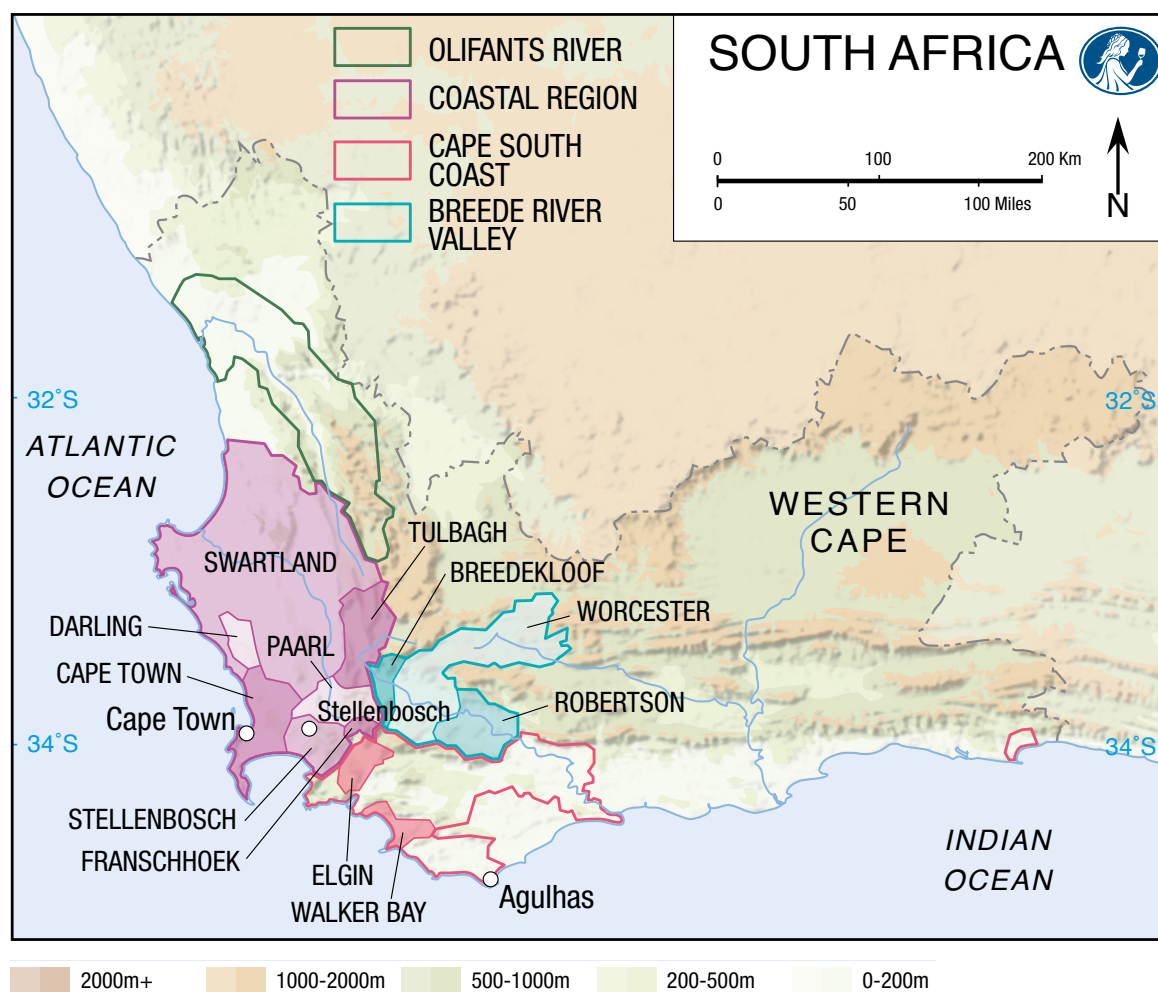 SOUTH AFRICA
0 100 200 Km
0 50 100 Miles
N
OLIFANTS RIVER
COASTAL REGION
CAPE SOUTH
COAST
BREEDE RIVER
VALLEY
32°S
32°S
ATLANTIC
OCEAN
WESTERN
CAPE
TULBAGH
SWARTLAND
BREEDEKLOOF
WORCESTER
DARLING
PAARL
CAPE TOWN
ROBERTSON
Cape Town
Stellenbosch
34°S
34°S
STELLENBOSCH
FRANSCHHOEK
ELGIN
WALKER BAY
Agulhas
INDIAN
OCEAN
2000m+ 1000-2000m 500-1000m 200-500m 0-200m